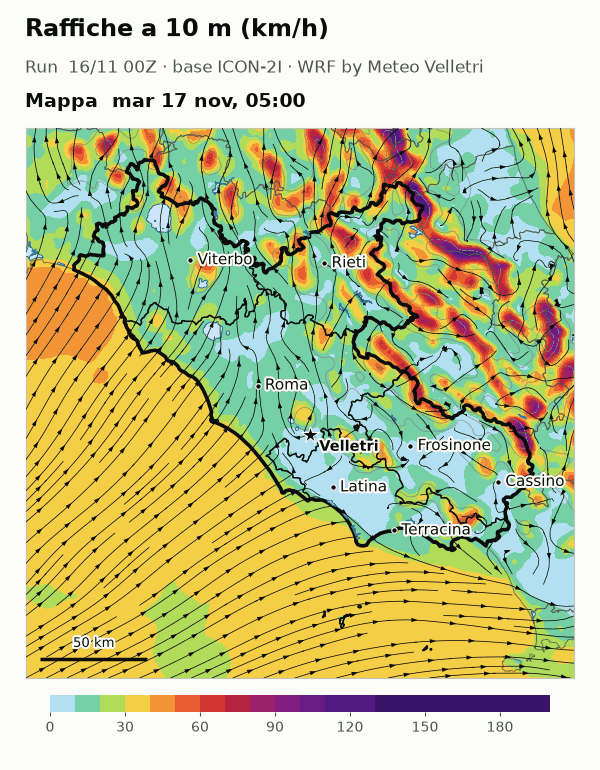 Raffiche a 10 m (km/h)
Run  16/11 00Z · base ICON-2I · WRF by Meteo Velletri
Mappa  mar 17 nov, 05:00
Viterbo
Rieti
Roma
Velletri
Frosinone
Latina
Cassino
Terracina
50 km
0 30 60 90 120 150 180